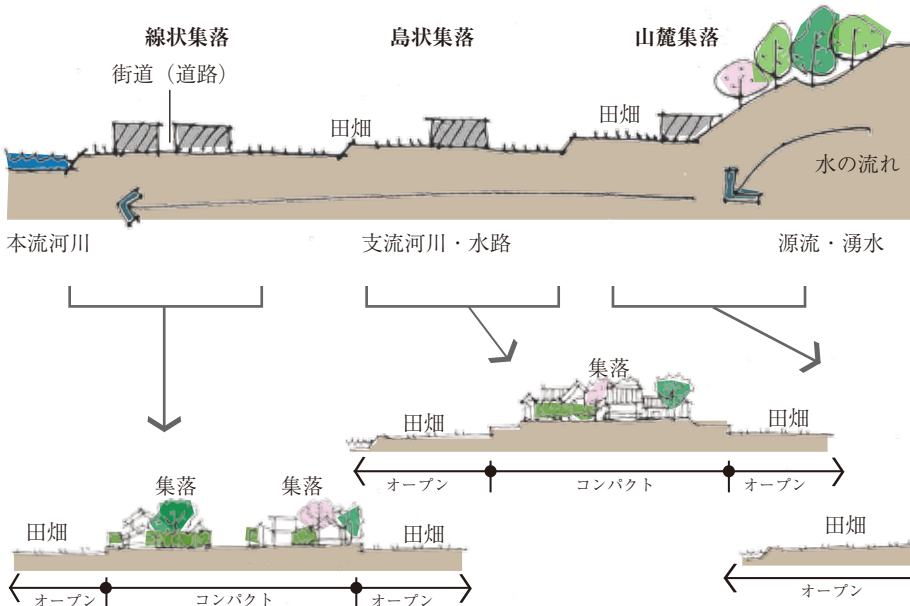 線状集落
島状集落
山麓集落
街道（道路）
田畑
田畑
水の流れ
本流河川
支流河川・水路
源流・湧水
集落
田畑
田畑
オープン
コンパクト
オープン
集落
集落
田畑
田畑
オープン
コンパクト
オープン
田畑
オープン